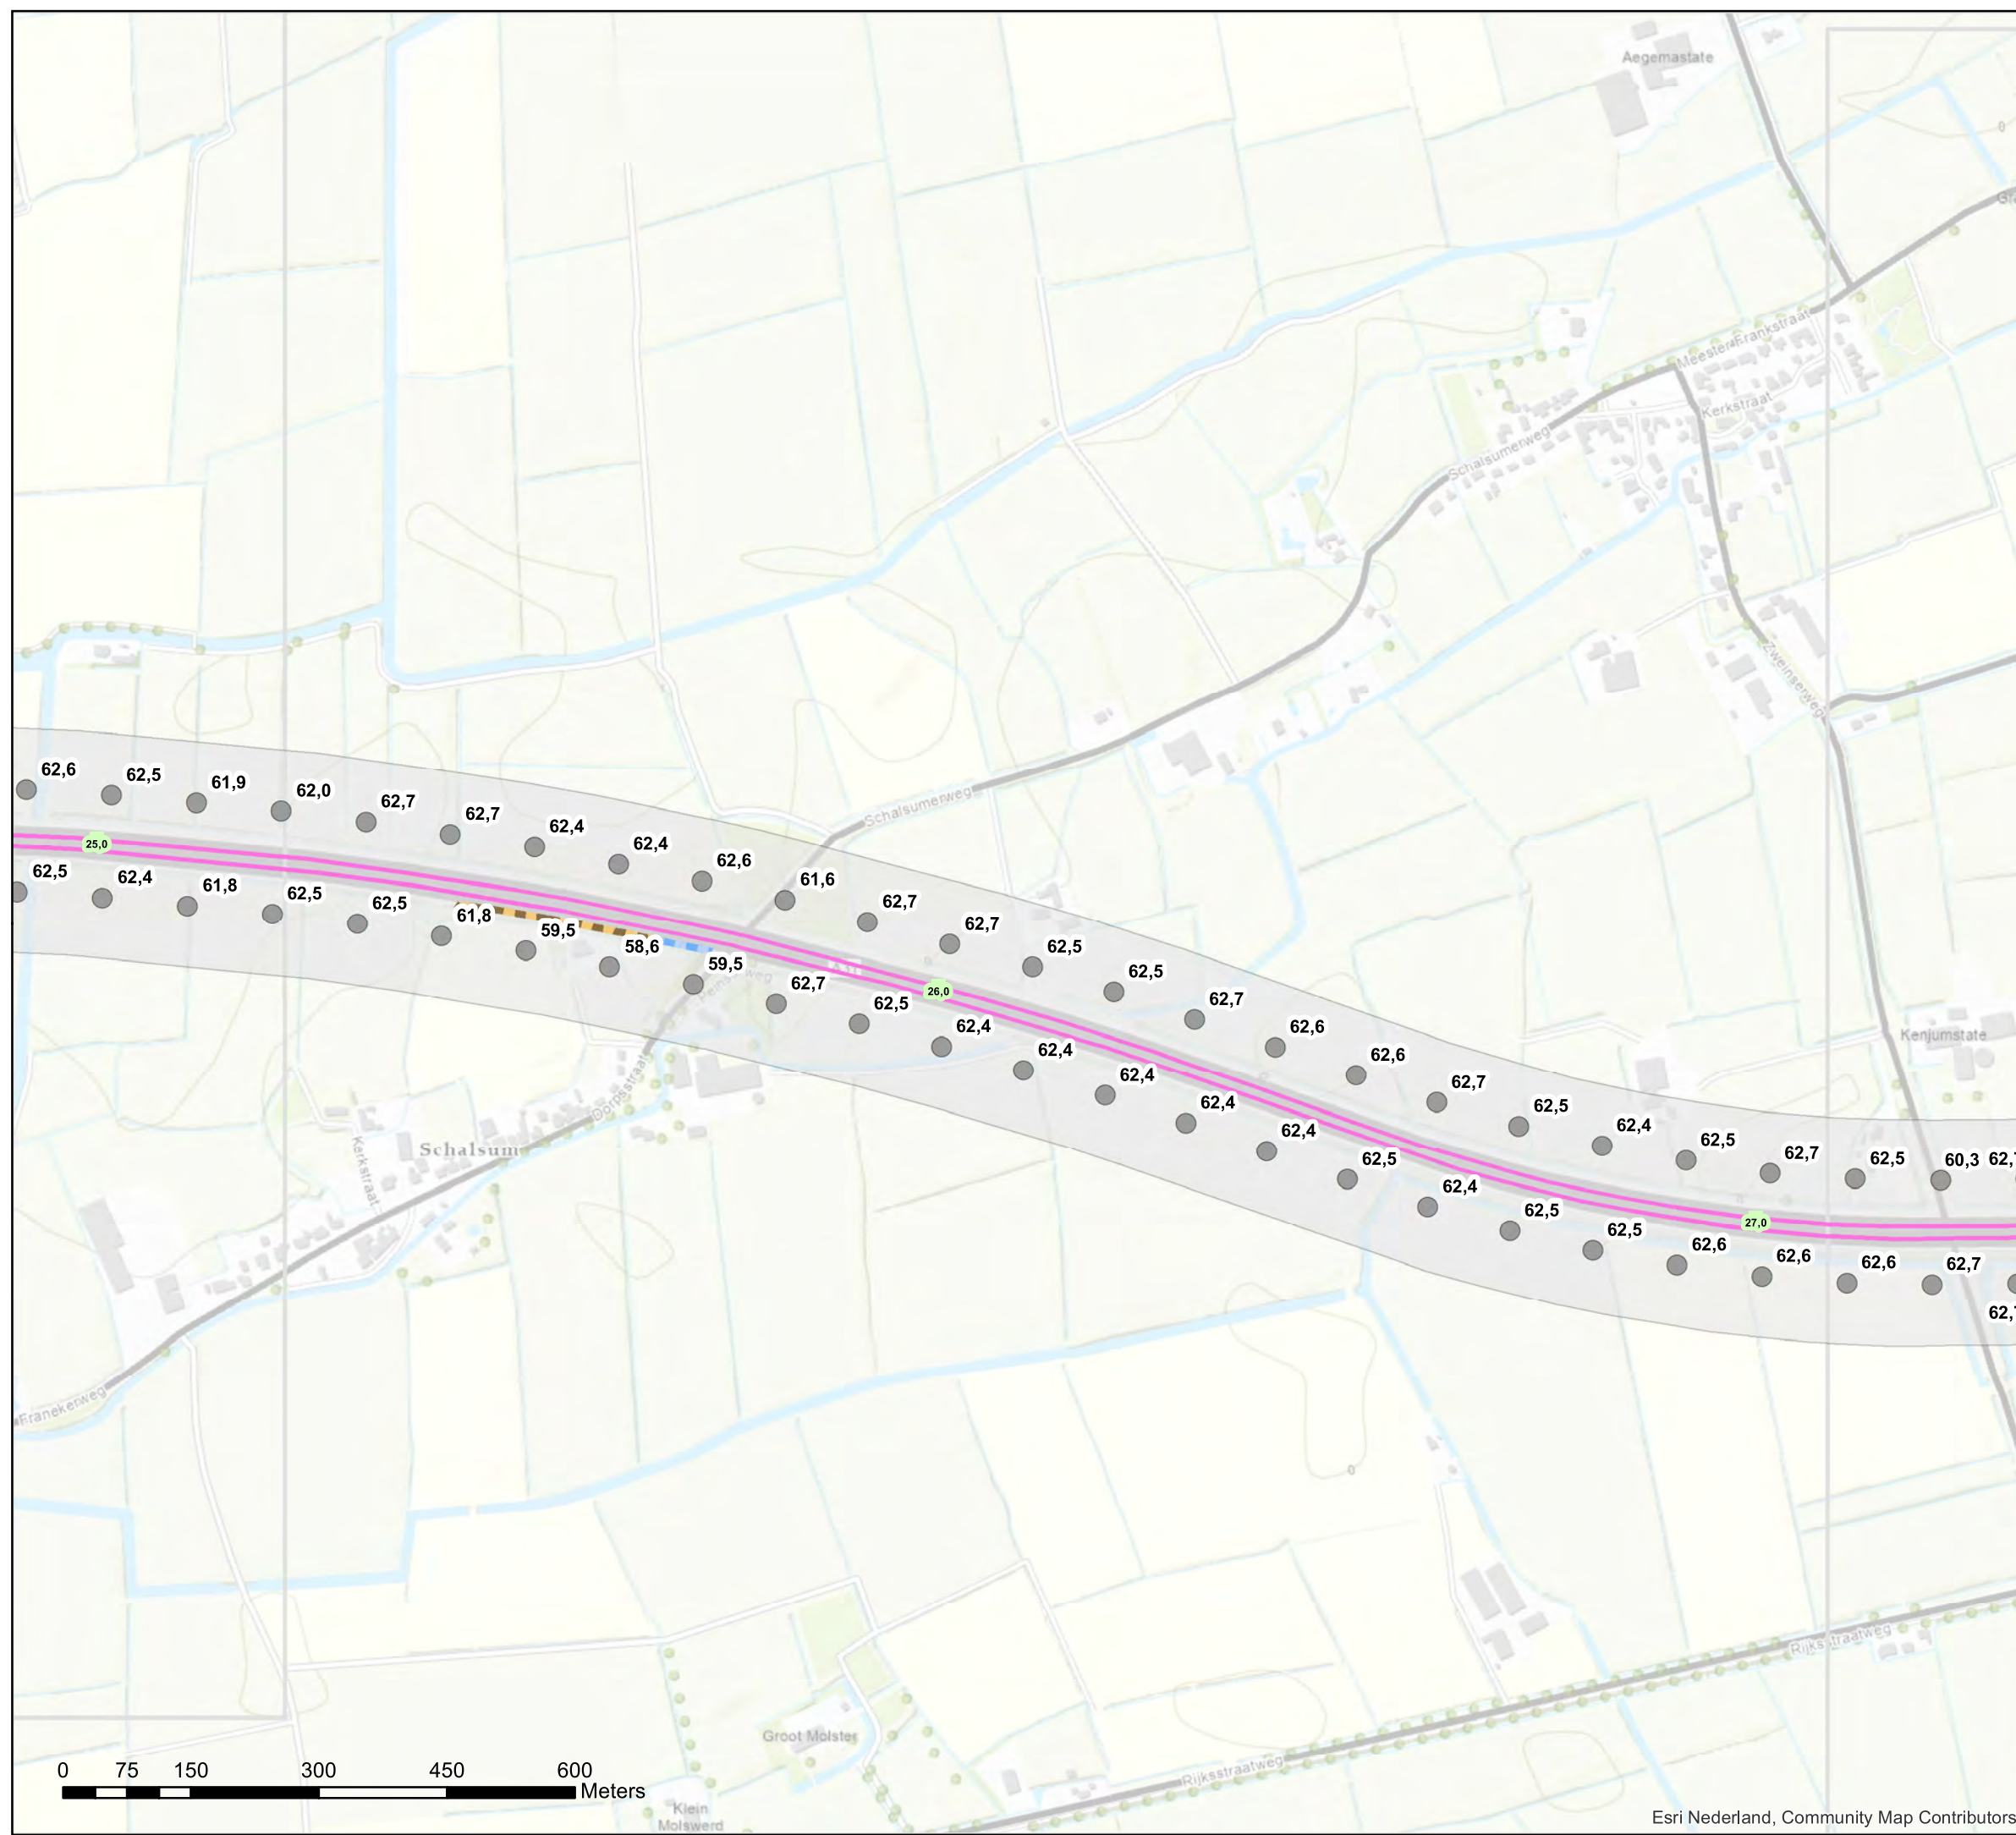 Aegemastate
Meester Frankstraat
Kerkstraat
Schalsumerweg
Zweinserweg
62,6
62,5
61,9
62,0
62,7
62,7
62,4
62,4
62,6
61,6
62,7
62,7
62,5
62,5
62,7
62,6
62,6
62,7
62,5
62,4
62,5
62,7
62,5
60,3
Schalsumerweg
25,0
26,0
27,0
A31
62,5
62,4
61,8
62,5
62,5
61,8
59,5
58,6
59,5
62,7
62,5
62,4
62,4
62,4
62,4
62,4
62,5
62,4
62,5
62,5
62,6
62,6
62,6
62,7
Kenjumstate
Dorpsstraat
Schalsum
Kerkstraat
Franekerweg
0
0
Rijksstraatweg
Groot Molster
Rijksstraatweg
Klein
Molswerd
0 75 150 300 450 600
Meters
Esri Nederland, Community Map Contributors